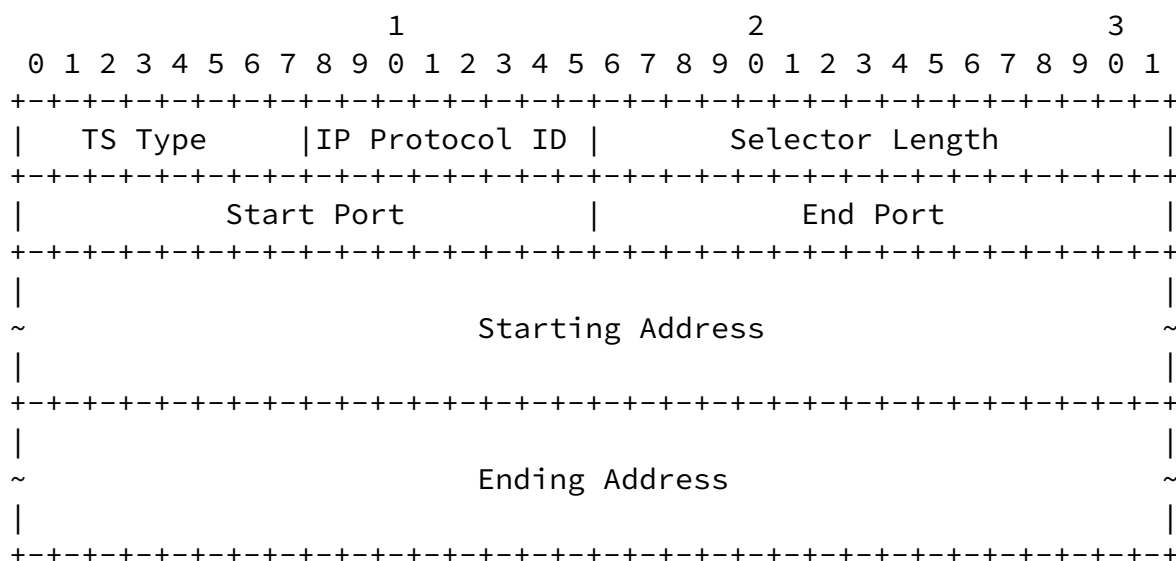 1                   2                   3
 0 1 2 3 4 5 6 7 8 9 0 1 2 3 4 5 6 7 8 9 0 1 2 3 4 5 6 7 8 9 0 1
+-+-+-+-+-+-+-+-+-+-+-+-+-+-+-+-+-+-+-+-+-+-+-+-+-+-+-+-+-+-+-+-+
|   TS Type     |IP Protocol ID |       Selector Length         |
+-+-+-+-+-+-+-+-+-+-+-+-+-+-+-+-+-+-+-+-+-+-+-+-+-+-+-+-+-+-+-+-+
|           Start Port          |           End Port            |
+-+-+-+-+-+-+-+-+-+-+-+-+-+-+-+-+-+-+-+-+-+-+-+-+-+-+-+-+-+-+-+-+
|                                                               |
~                         Starting Address                      ~
|                                                               |
+-+-+-+-+-+-+-+-+-+-+-+-+-+-+-+-+-+-+-+-+-+-+-+-+-+-+-+-+-+-+-+-+
|                                                               |
~                         Ending Address                        ~
|                                                               |
+-+-+-+-+-+-+-+-+-+-+-+-+-+-+-+-+-+-+-+-+-+-+-+-+-+-+-+-+-+-+-+-+